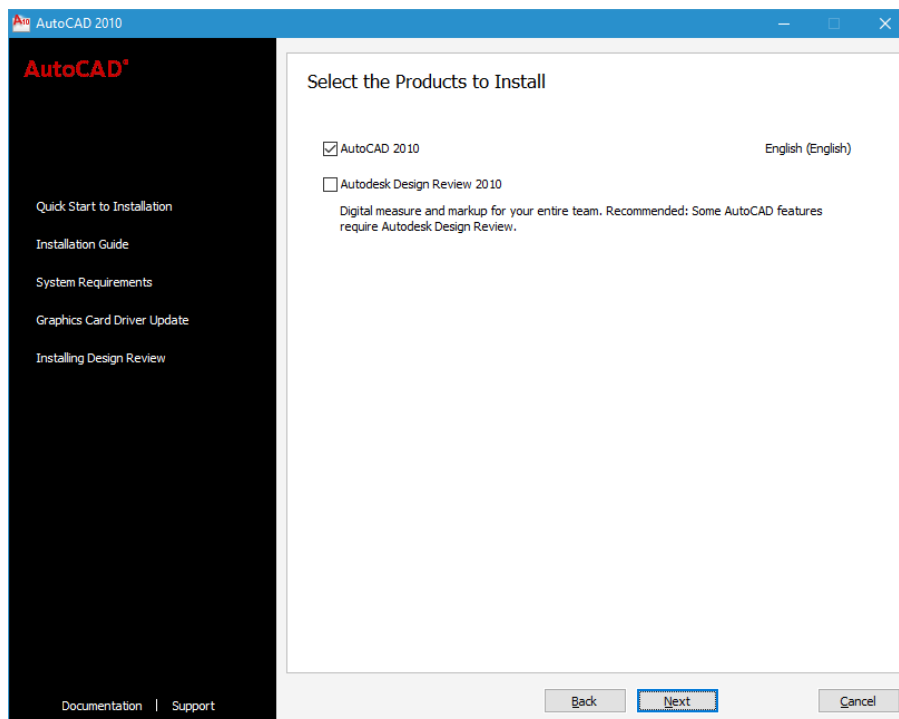 AutoCAD 2010
AutoCAD®
Select the Products to Install
AutoCAD 2010 English (English)
Autodesk Design Review 2010
Digital measure and markup for your entire team. Recommended: Some AutoCAD features
require Autodesk Design Review.
Quick Start to Installation
Installation Guide
System Requirements
Graphics Card Driver Update
Installing Design Review
Documentation | Support
Back Next Cancel